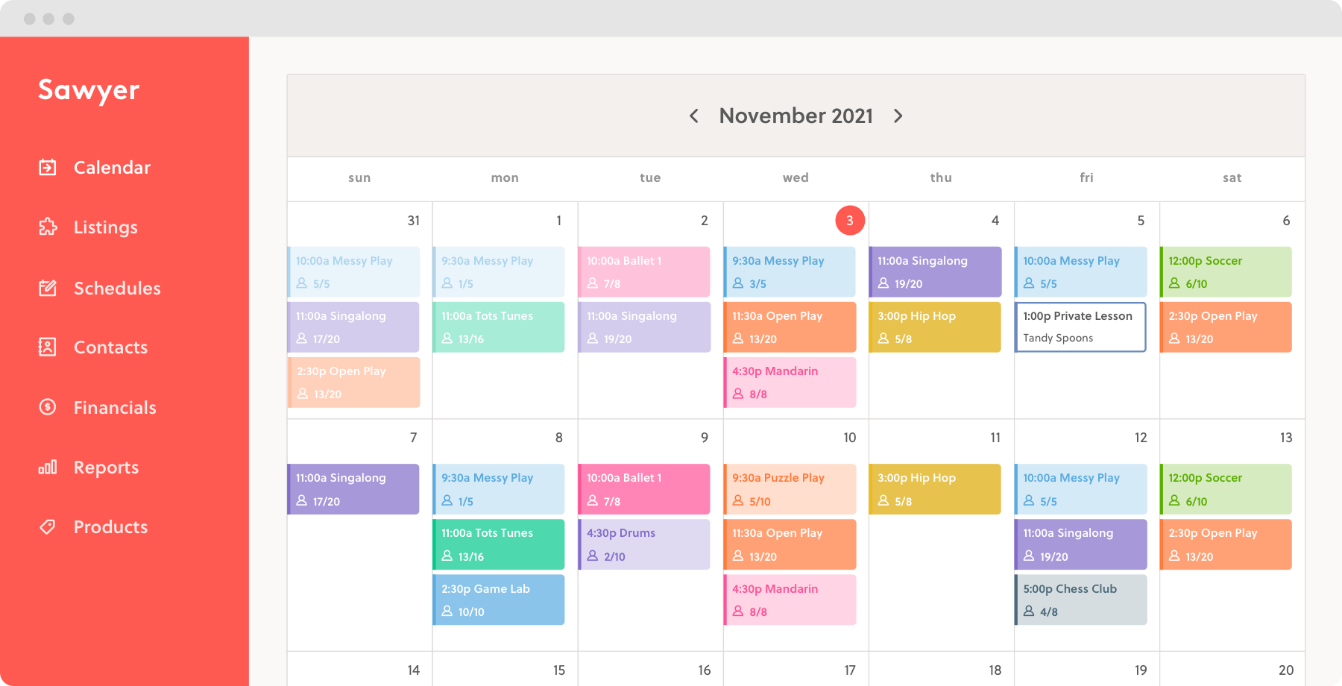 Sawyer
Calendar
Listings
Schedules
Contacts
Financials
Reports
Products
November 2021
sun mon tue wed thu fri sat
31 1 2 3 4 5 6
10:00a Messy Play 9:30a Messy Play 10:00a Ballet 1 9:30a Messy Play 11:00a Singalong 10:00a Messy Play 12:00p Soccer
5/5 1/5 7/8 3/5 19/20 5/5 6/10
11:00a Singalong 11:00a Tots Tunes 11:00a Singalong 11:30a Open Play 3:00p Hip Hop 1:00p Private Lesson 2:30p Open Play
17/20 13/16 19/20 13/20 5/8 Tandy Spoons 13/20
2:30p Open Play 4:30p Mandarin
13/20 8/8
7 8 9 10 11 12 13
11:00a Singalong 9:30a Messy Play 10:00a Ballet 1 9:30a Puzzle Play 3:00p Hip Hop 10:00a Messy Play 12:00p Soccer
17/20 1/5 7/8 5/10 5/8 5/5 6/10
11:00a Tots Tunes 4:30p Drums 11:30a Open Play 11:00a Singalong 2:30p Open Play
13/16 2/10 13/20 19/20 13/20
2:30p Game Lab 4:30p Mandarin 5:00p Chess Club
10/10 8/8 4/8
14 15 16 17 18 19 20